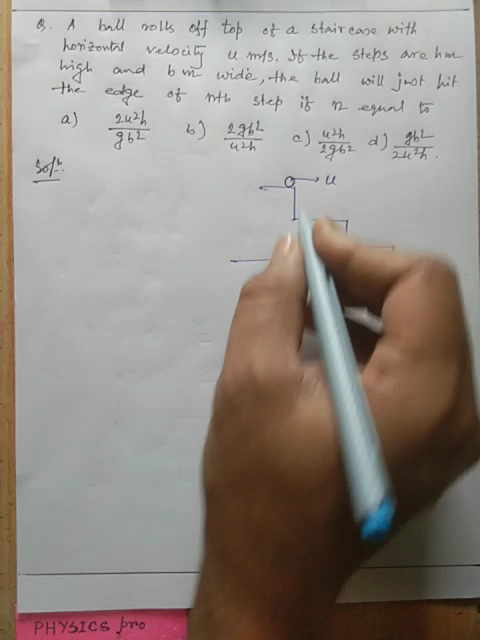 Q. A ball rolls off top of a staircase with
horizontal velocity u m/s. If the steps are hm
high and b m wide, the ball will just hit
the edge of nth step if n equal to
a) 2u²h/gb² b) 2gb²/u²h c) u²h/2gb² d) gb²/2u²h.
Solⁿ:
u
PHYSICS pro